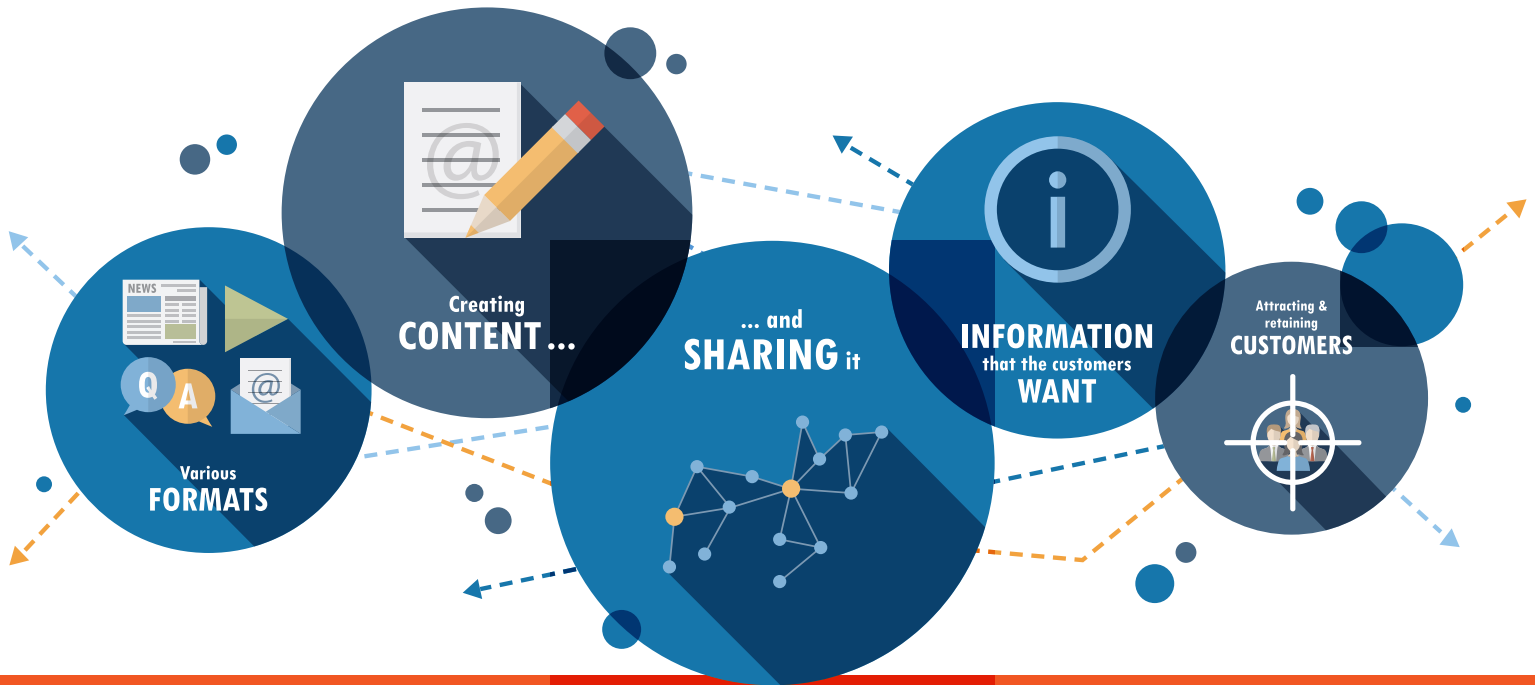 NEWS
@
Q
A
Various
FORMATS
@
Creating
CONTENT ...
... and
SHARING it
i
INFORMATION
that the customers
WANT
Attracting &
retaining
CUSTOMERS